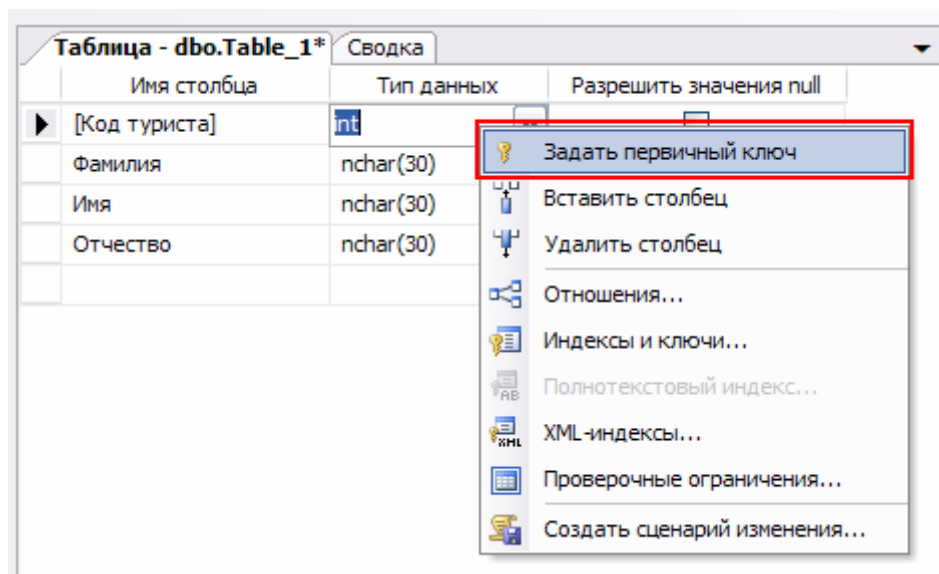 Таблица - dbo.Table_1* Сводка
Имя столбца Тип данных Разрешить значения null
[Код туриста] int
Фамилия nchar(30)
Имя nchar(30)
Отчество nchar(30)
Задать первичный ключ
Вставить столбец
Удалить столбец
Отношения...
Индексы и ключи...
Полнотекстовый индекс...
XML-индексы...
Проверочные ограничения...
Создать сценарий изменения...